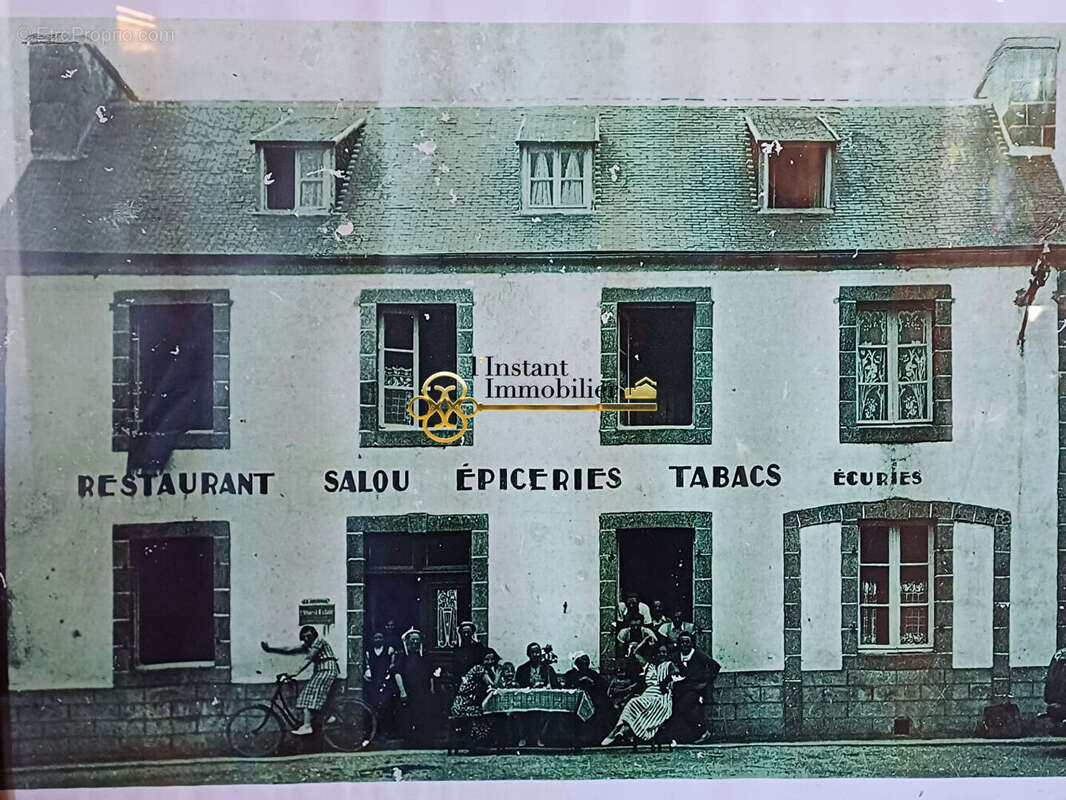 © EtreProprio.com
l'Instant
Immobilier
RESTAURANT SALOU ÉPICERIES TABACS ÉCURIES